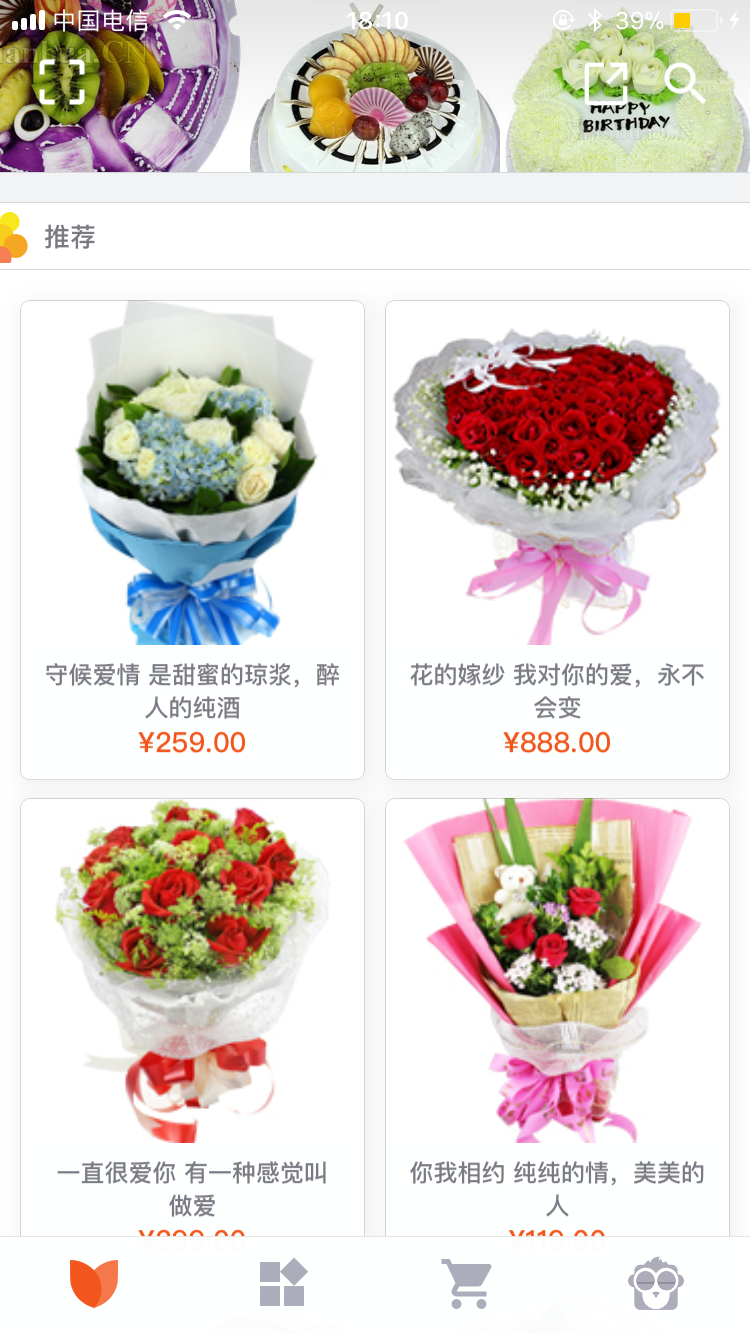 中国电信
18:10
39%
anhua.CN
HAPPY
BIRTHDAY
推荐
守候爱情 是甜蜜的琼浆，醉
人的纯酒
¥259.00
花的嫁纱 我对你的爱，永不
会变
¥888.00
一直很爱你 有一种感觉叫
做爱
你我相约 纯纯的情，美美的
人